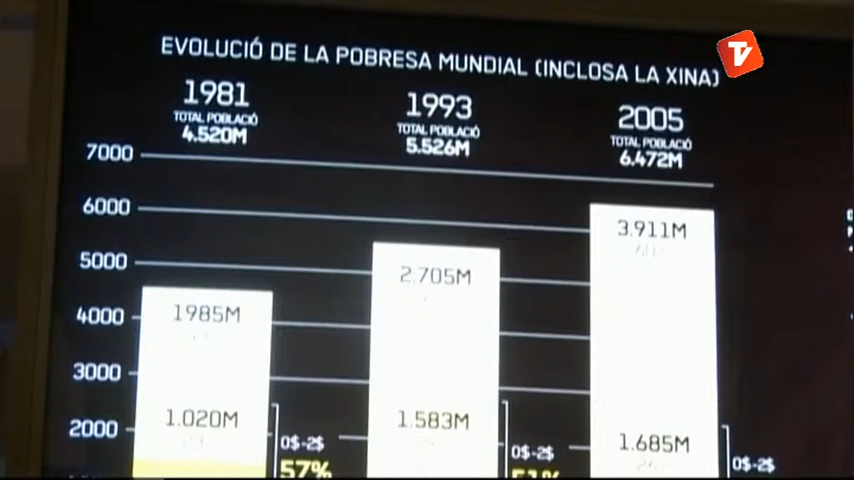 EVOLUCIÓ DE LA POBRESA MUNDIAL (INCLOSA LA XINA)
TV
1981
TOTAL POBLACIÓ
4.520M
1993
TOTAL POBLACIÓ
5.526M
2005
TOTAL POBLACIÓ
6.472M
7000
6000
5000
4000
3000
2000
1985M
1.020M
0$-2$
57%
2.705M
1.583M
0$-2$
51%
3.911M
1.685M
0$-2$